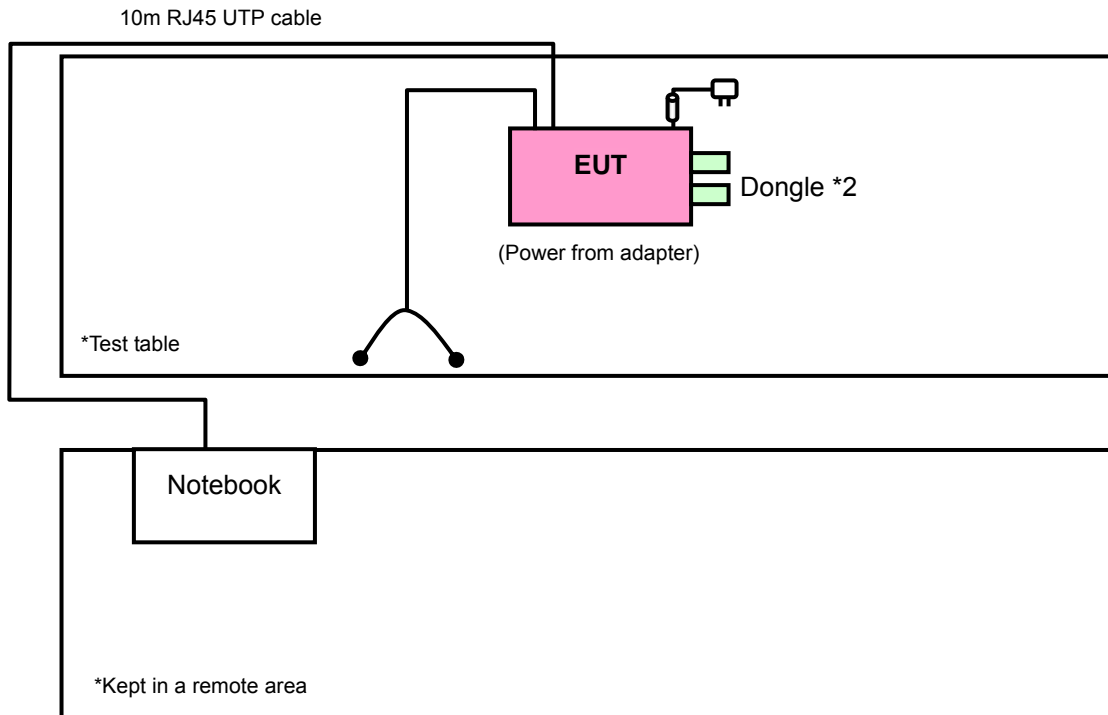 10m RJ45 UTP cable
EUT
Dongle *2
(Power from adapter)
*Test table
Notebook
*Kept in a remote area